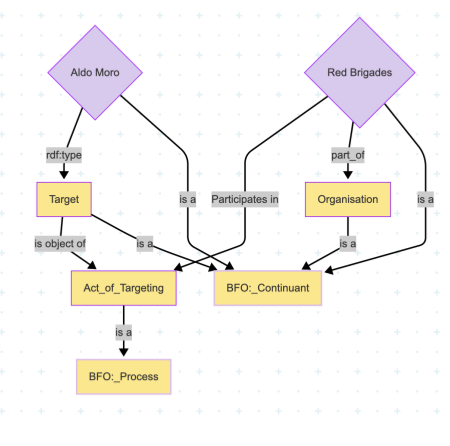 Aldo Moro
Red Brigades
rdf:type
part_of
Target
is a
Participates in
Organisation
is a
is object of
is a
is a
Act_of_Targeting
BFO:_Continuant
is a
BFO:_Process